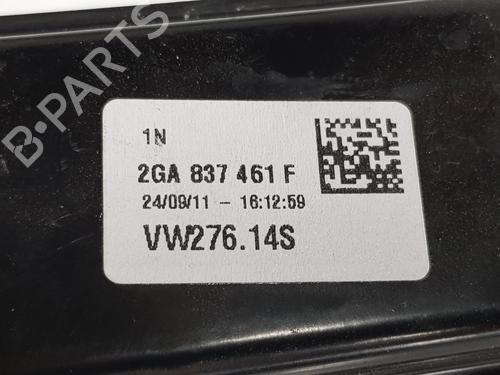 B-PARTS
1N
2GA 837 461 F
24/09/11 - 16:12:59
VW276.14S